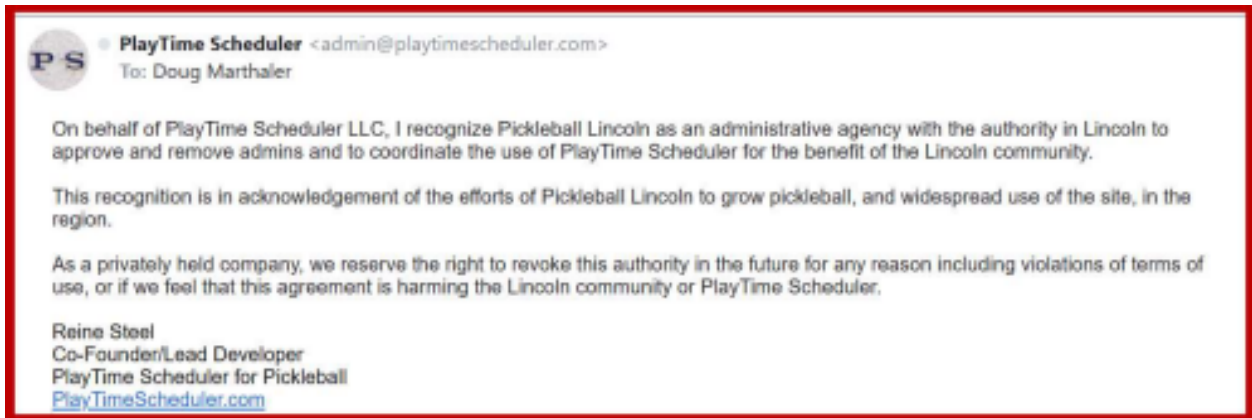 PlayTime Scheduler <admin@playtimescheduler.com>
P S
To: Doug Marthaler
On behalf of PlayTime Scheduler LLC, I recognize Pickleball Lincoln as an administrative agency with the authority in Lincoln to
approve and remove admins and to coordinate the use of PlayTime Scheduler for the benefit of the Lincoln community.
This recognition is in acknowledgement of the efforts of Pickleball Lincoln to grow pickleball, and widespread use of the site, in the
region.
As a privately held company, we reserve the right to revoke this authority in the future for any reason including violations of terms of
use, or if we feel that this agreement is harming the Lincoln community or PlayTime Scheduler.
Reine Steel
Co-Founder/Lead Developer
PlayTime Scheduler for Pickleball
PlayTimeScheduler.com